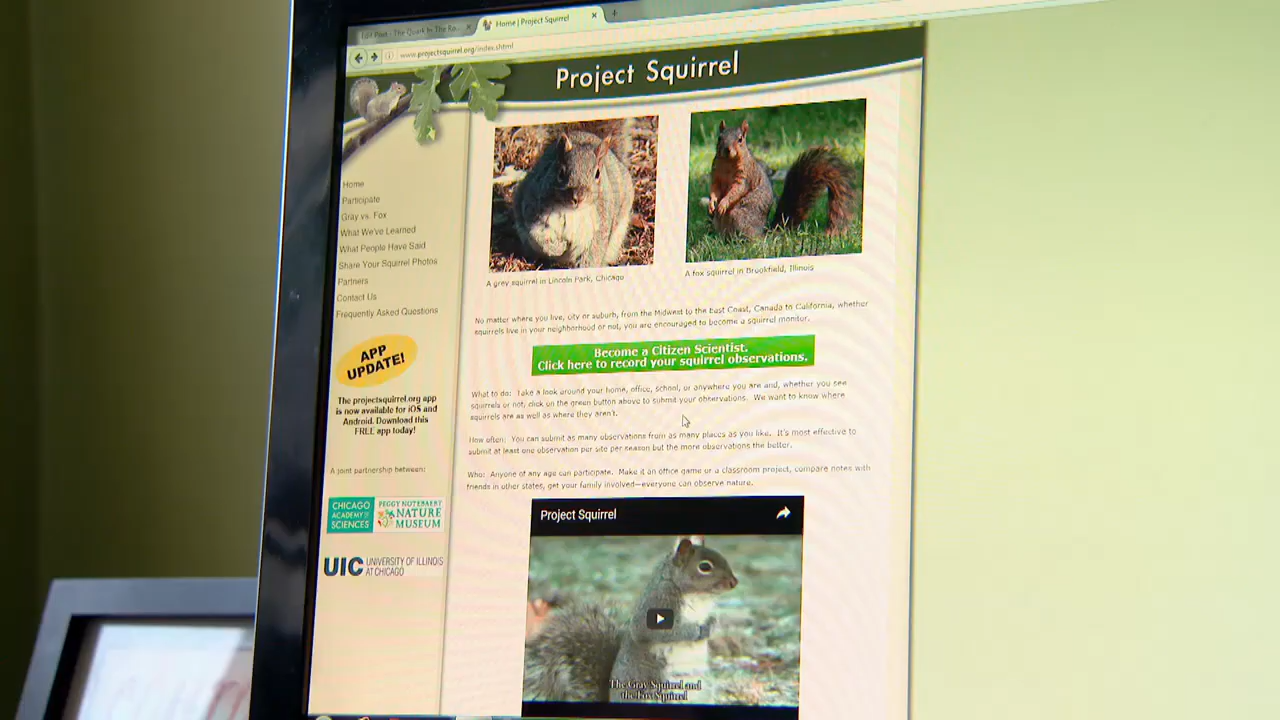 Edit Post - The Quark In The Ro...
Home | Project Squirrel
www.projectsquirrel.org/index.shtml
Project Squirrel
Home
Participate
Gray vs. Fox
What We've Learned
What People Have Said
Share Your Squirrel Photos
Partners
Contact Us
Frequently Asked Questions
APP
UPDATE!
The projectsquirrel.org app
is now available for iOS and
Android. Download this
FREE app today!
A joint partnership between:
CHICAGO
ACADEMY OF
SCIENCES
PEGGY NOTEBAERT
NATURE
MUSEUM
UIC UNIVERSITY OF ILLINOIS
AT CHICAGO
A grey squirrel in Lincoln Park, Chicago
A fox squirrel in Brookfield, Illinois
No matter where you live, city or suburb, from the Midwest to the East Coast, Canada to California, whether
squirrels live in your neighborhood or not, you are encouraged to become a squirrel monitor.
Become a Citizen Scientist.
Click here to record your squirrel observations.
What to do: Take a look around your home, office, school, or anywhere you are and, whether you see
squirrels or not, click on the green button above to submit your observations. We want to know where
squirrels are as well as where they aren't.
How often: You can submit as many observations from as many places as you like. It's most effective to
submit at least one observation per site per season but the more observations the better.
Who: Anyone of any age can participate. Make it an office game or a classroom project, compare notes with
friends in other states, get your family involved—everyone can observe nature.
Project Squirrel
The Gray Squirrel and
the Fox Squirrel